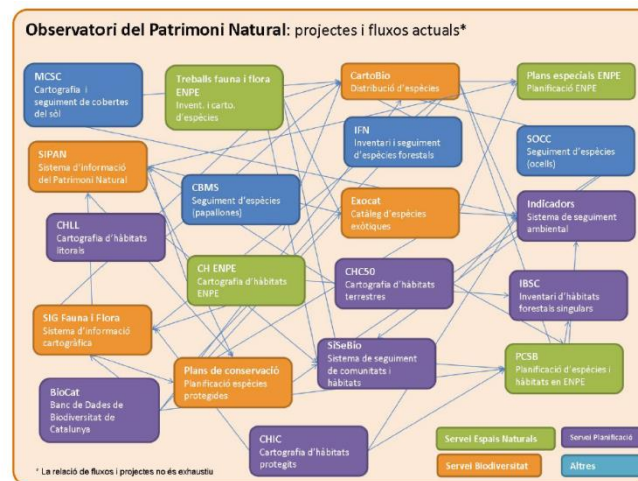 Observatori del Patrimoni Natural: projectes i fluxos actuals*
MCSC
Cartografia i
seguiment de cobertes
del sòl
Treballs fauna i flora
ENPE
Invent. i carto.
d'espècies
CartoBio
Distribució d'espècies
Plans especials ENPE
Planificació ENPE
IFN
Inventari i seguiment
d'espècies forestals
SOCC
Seguiment d'espècies
(ocells)
SIPAN
Sistema d'informació
del Patrimoni Natural
CBMS
Seguiment d'espècies
(papallones)
Exocat
Catàleg d'espècies
exòtiques
Indicadors
Sistema de seguiment
ambiental
CHLL
Cartografia d'hàbitats
litorals
CH ENPE
Cartografia d'hàbitats
ENPE
CHC50
Cartografia d'hàbitats
terrestres
IBSC
Inventari d'hàbitats
forestals singulars
SIG Fauna i Flora
Sistema d'informació
cartogràfica
Plans de conservació
Planificació espècies
protegides
SiSeBio
Sistema de seguiment
de comunitats i
hàbitats
PCSB
Planificació d'espècies i
hàbitats en ENPE
BioCat
Banc de Dades de
Biodiversitat de
Catalunya
CHIC
Cartografia d'hàbitats
protegits
Servei Espais Naturals
Servei Planificació
Servei Biodiversitat
Altres
* La relació de fluxos i projectes no és exhaustiu